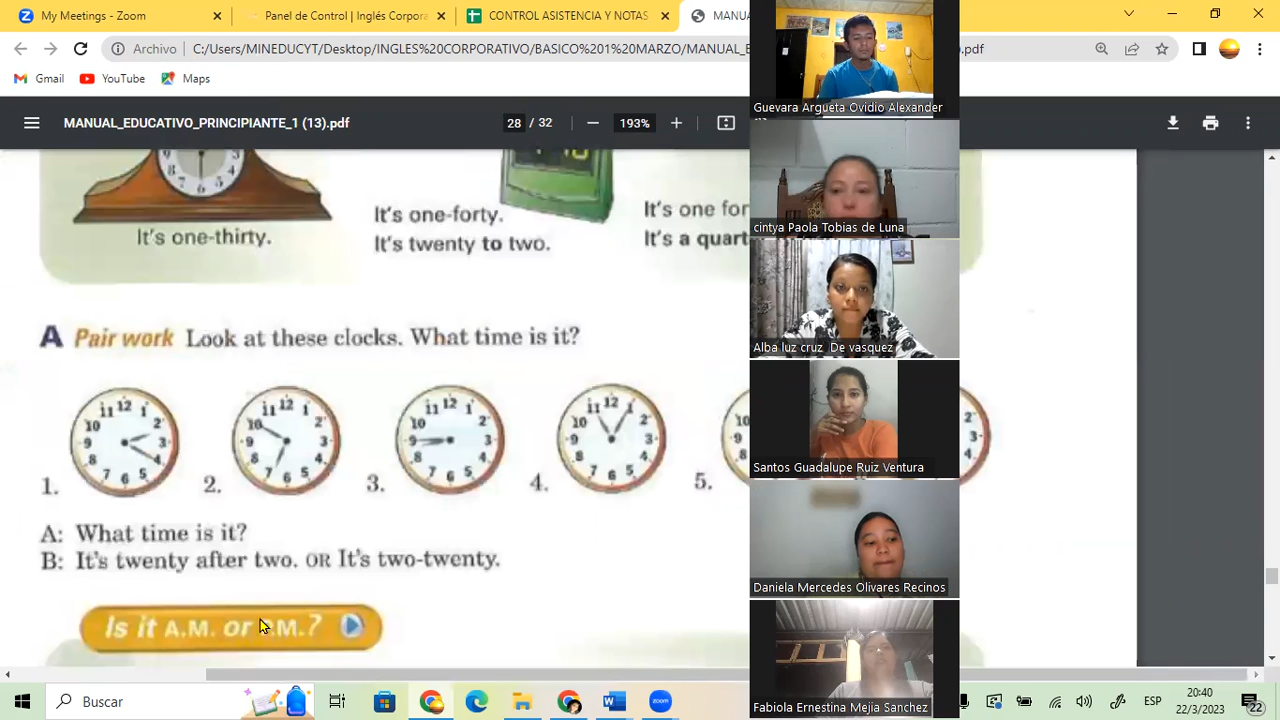 My Meetings - Zoom
Panel de Control | Inglés Corpora
CONTROL ASISTENCIA Y NOTAS
MANU
Archivo
C:/Users/MINEDUCYT/Desktop/INGLES%20CORPORATIVO/BASICO%201%20MARZO/MANUAL_E
.pdf
Gmail
YouTube
Maps
MANUAL_EDUCATIVO_PRINCIPIANTE_1 (13).pdf
28 / 32
193%
It's one-thirty.
It's one-forty.
It's twenty to two.
It's one for
It's a quart
A Pair work Look at these clocks. What time is it?
1.
2.
3.
4.
5.
A: What time is it?
B: It's twenty after two. OR It's two-twenty.
Is it A.M. or P.M.?
Guevara Argueta Ovidio Alexander
cintya Paola Tobias de Luna
Alba luz cruz De vasquez
Santos Guadalupe Ruiz Ventura
Daniela Mercedes Olivares Recinos
Fabiola Ernestina Mejia Sanchez
Buscar
zoom
ESP
20:40
22/3/2023
22